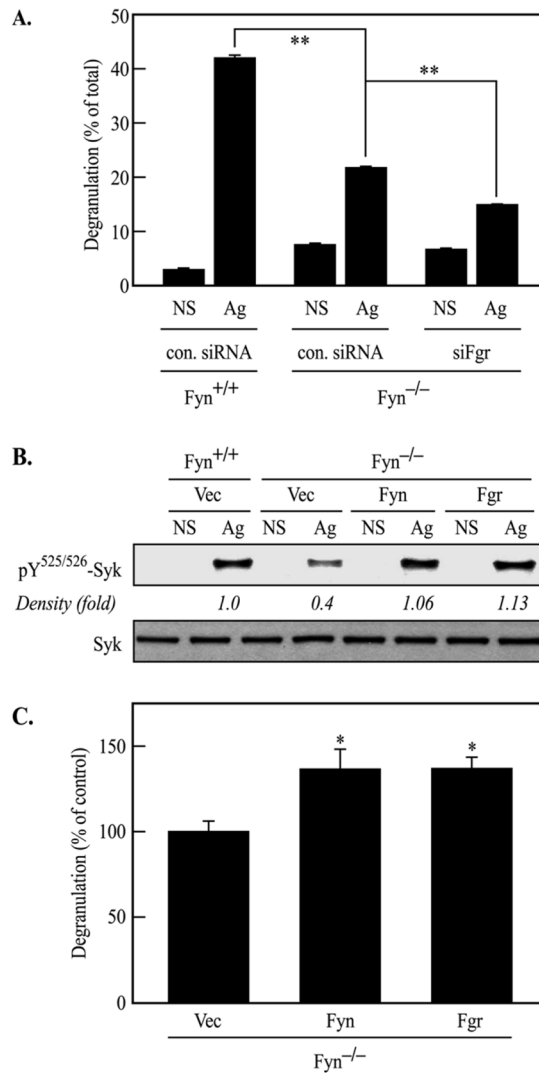 A.
Degranulation (% of total)
50
40
30
20
10
0
**
**
NS Ag NS Ag NS Ag
con. siRNA con. siRNA siFgr
Fyn+/+ Fyn−/−
B.
Fyn+/+ Fyn−/−
Vec Vec Fyn Fgr
NS Ag NS Ag NS Ag NS Ag
pY525/526-Syk
Density (fold) 1.0 0.4 1.06 1.13
Syk
C.
Degranulation (% of control)
150
100
50
0
* *
Vec Fyn Fgr
Fyn−/−